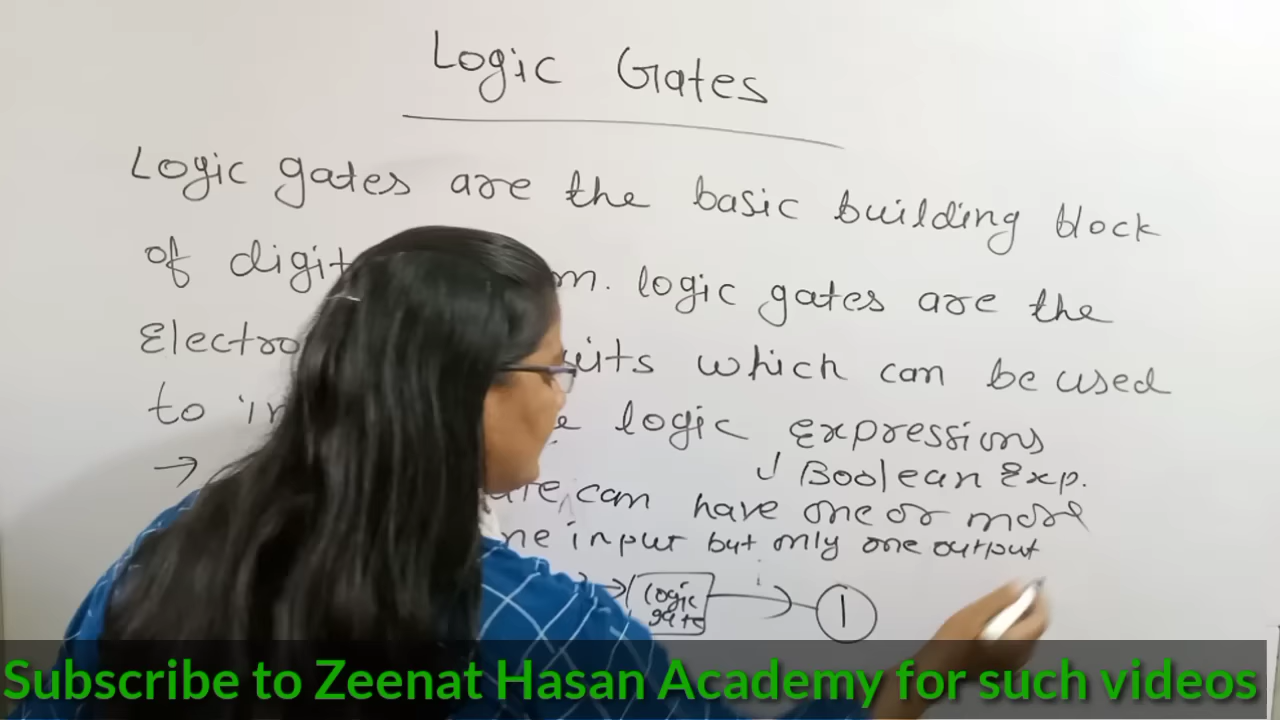 Logic Gates
Logic gates are the basic building block
of digit m. logic gates are the
Electro uits which can be used
to logic Expressions
→ ↓ Boolean Exp.
can have one or more
ne input but only one output
→ Logic gate 1
Subscribe to Zeenat Hasan Academy for such videos